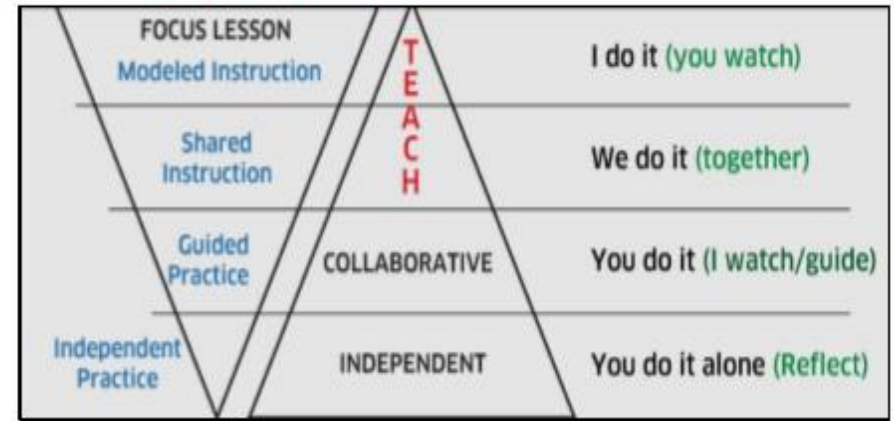 FOCUS LESSON
Modeled Instruction
TEACH
I do it (you watch)
Shared
Instruction
We do it (together)
Guided
Practice
COLLABORATIVE
You do it (I watch/guide)
Independent
Practice
INDEPENDENT
You do it alone (Reflect)